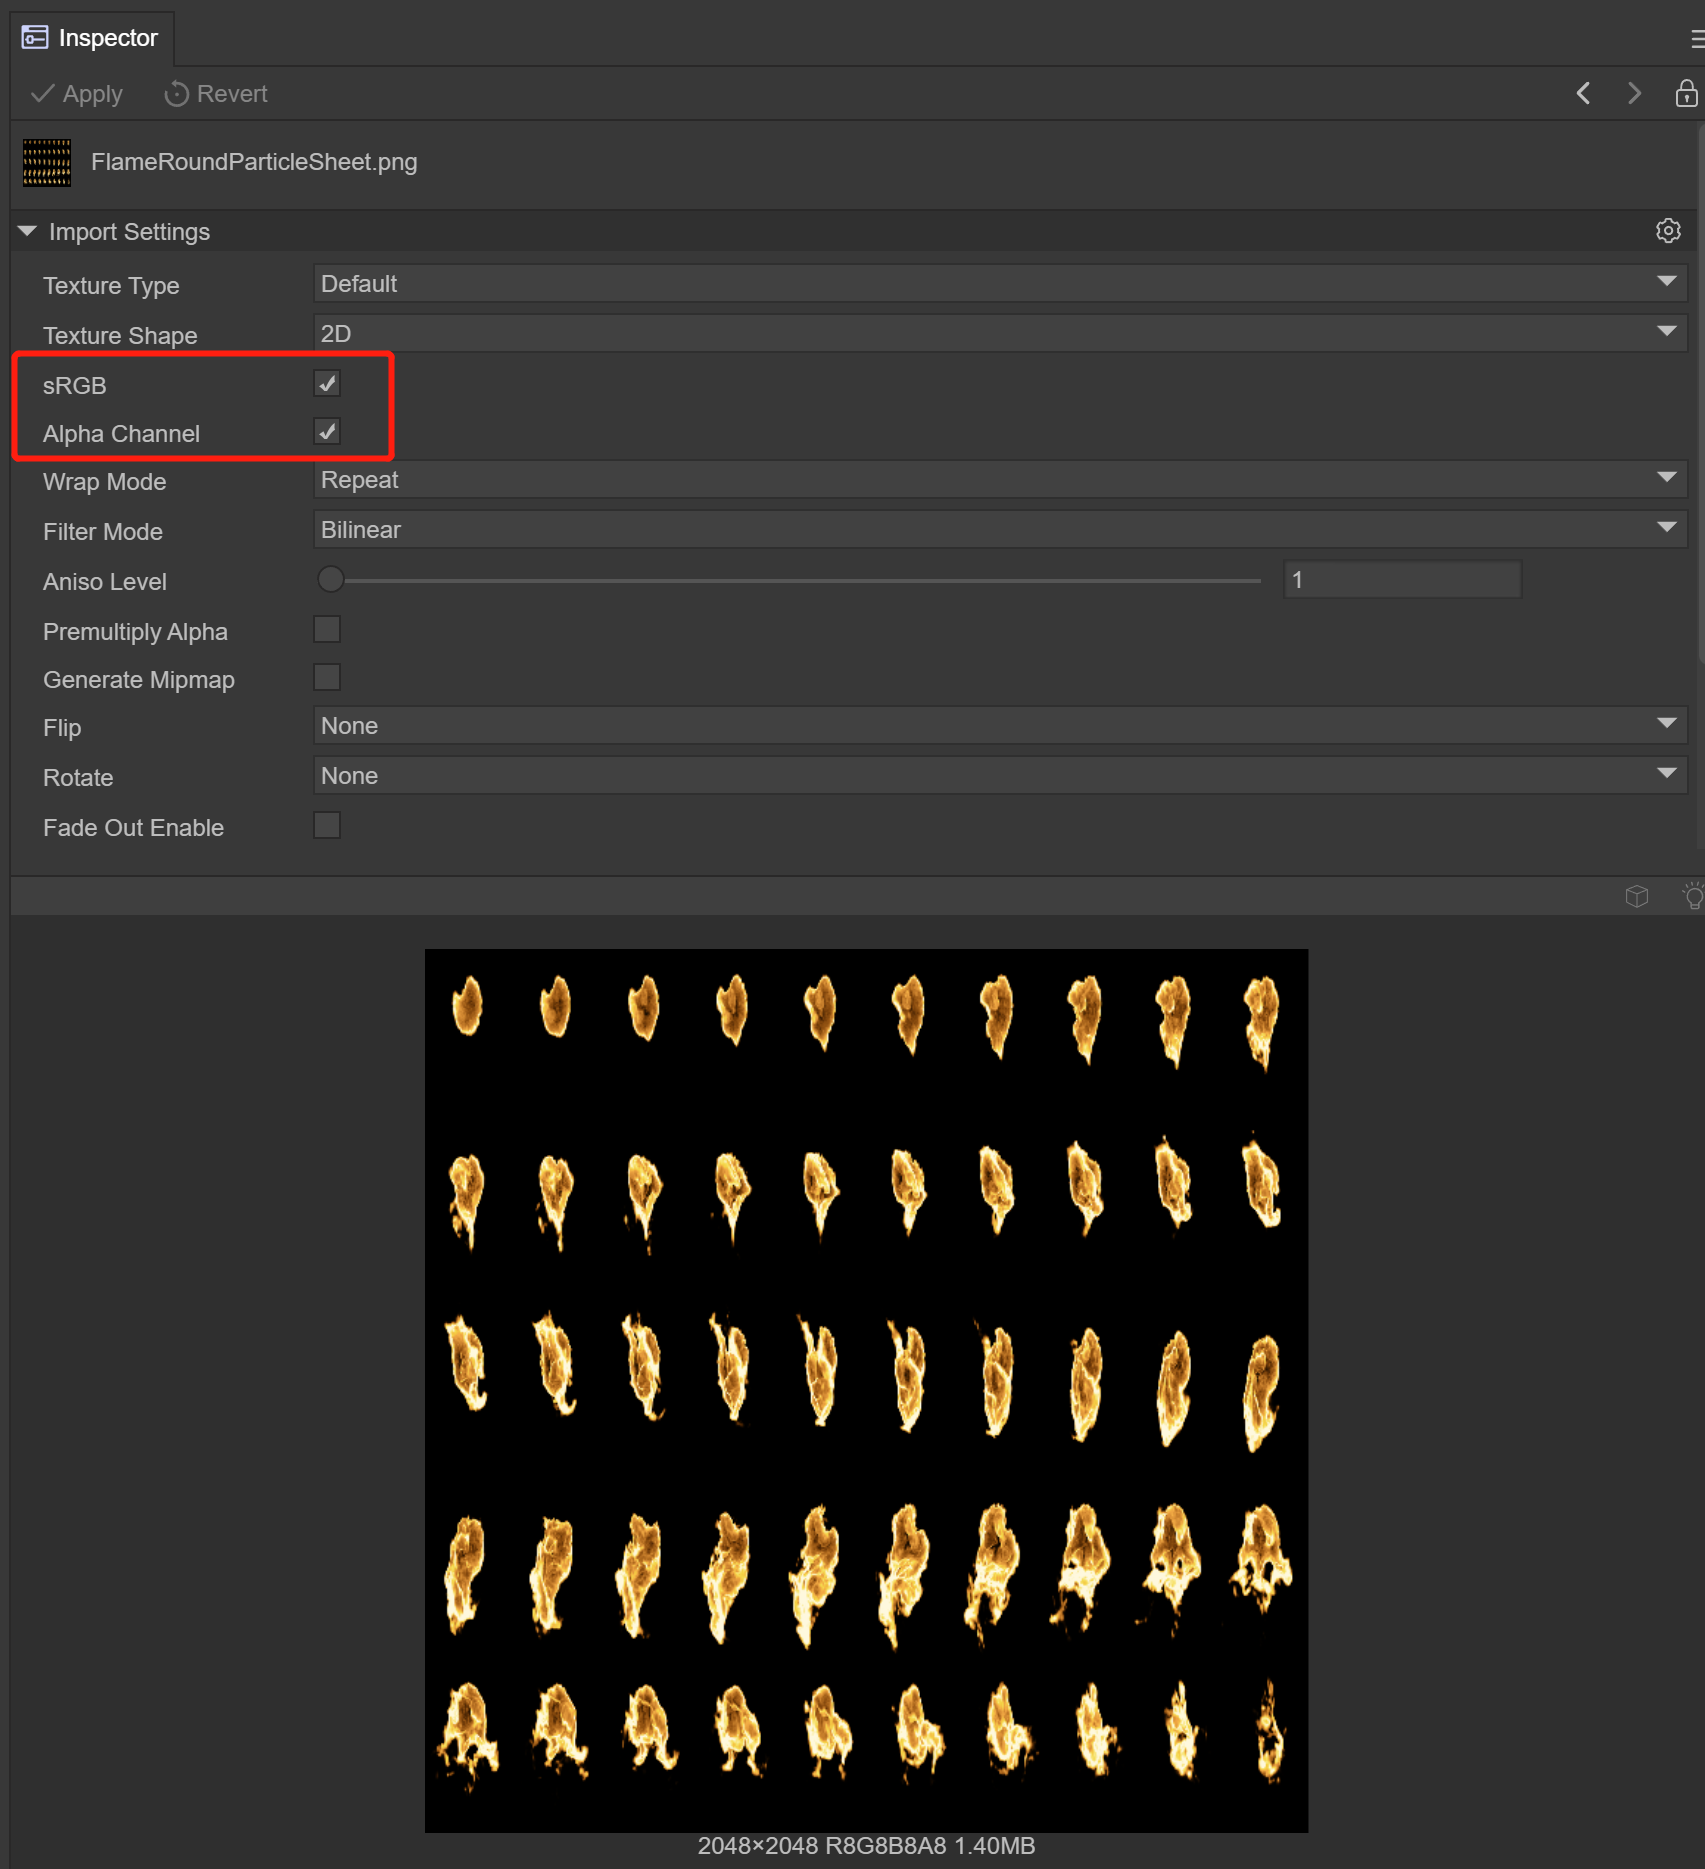 Inspector
Apply Revert
FlameRoundParticleSheet.png
Import Settings
Texture Type Default
Texture Shape 2D
sRGB
Alpha Channel
Wrap Mode Repeat
Filter Mode Bilinear
Aniso Level 1
Premultiply Alpha
Generate Mipmap
Flip None
Rotate None
Fade Out Enable
2048×2048 R8G8B8A8 1.40MB